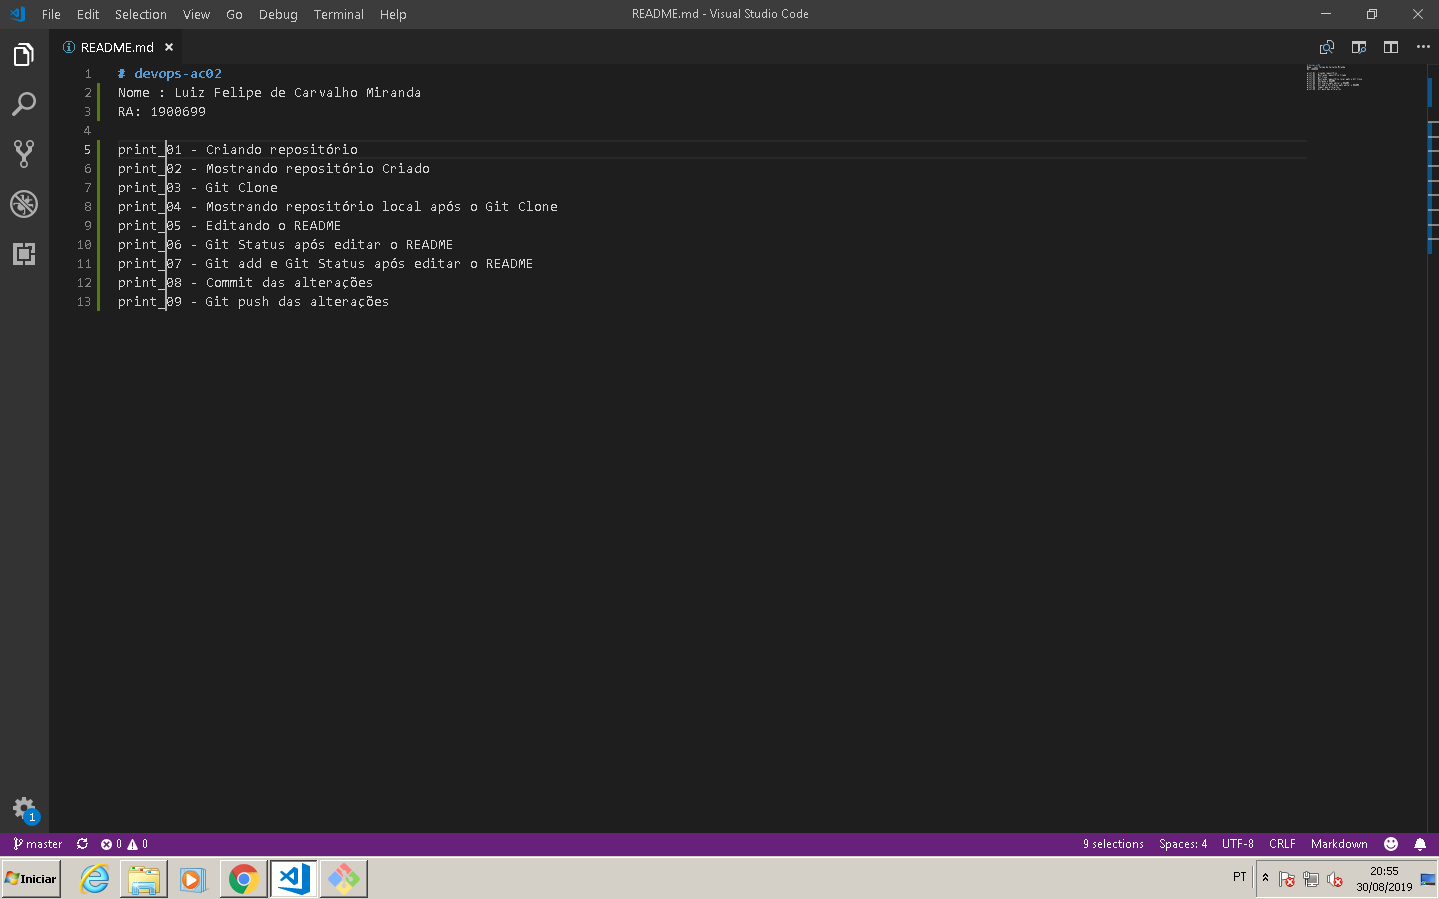 File Edit Selection View Go Debug Terminal Help README.md - Visual Studio Code
README.md
1 # devops-ac02
2 Nome : Luiz Felipe de Carvalho Miranda
3 RA: 1900699
4
5 print_01 - Criando repositório
6 print_02 - Mostrando repositório Criado
7 print_03 - Git Clone
8 print_04 - Mostrando repositório local após o Git Clone
9 print_05 - Editando o README
10 print_06 - Git Status após editar o README
11 print_07 - Git add e Git Status após editar o README
12 print_08 - Commit das alterações
13 print_09 - Git push das alterações
1
master 0 0 9 selections Spaces: 4 UTF-8 CRLF Markdown
Iniciar PT 20:55
30/08/2019